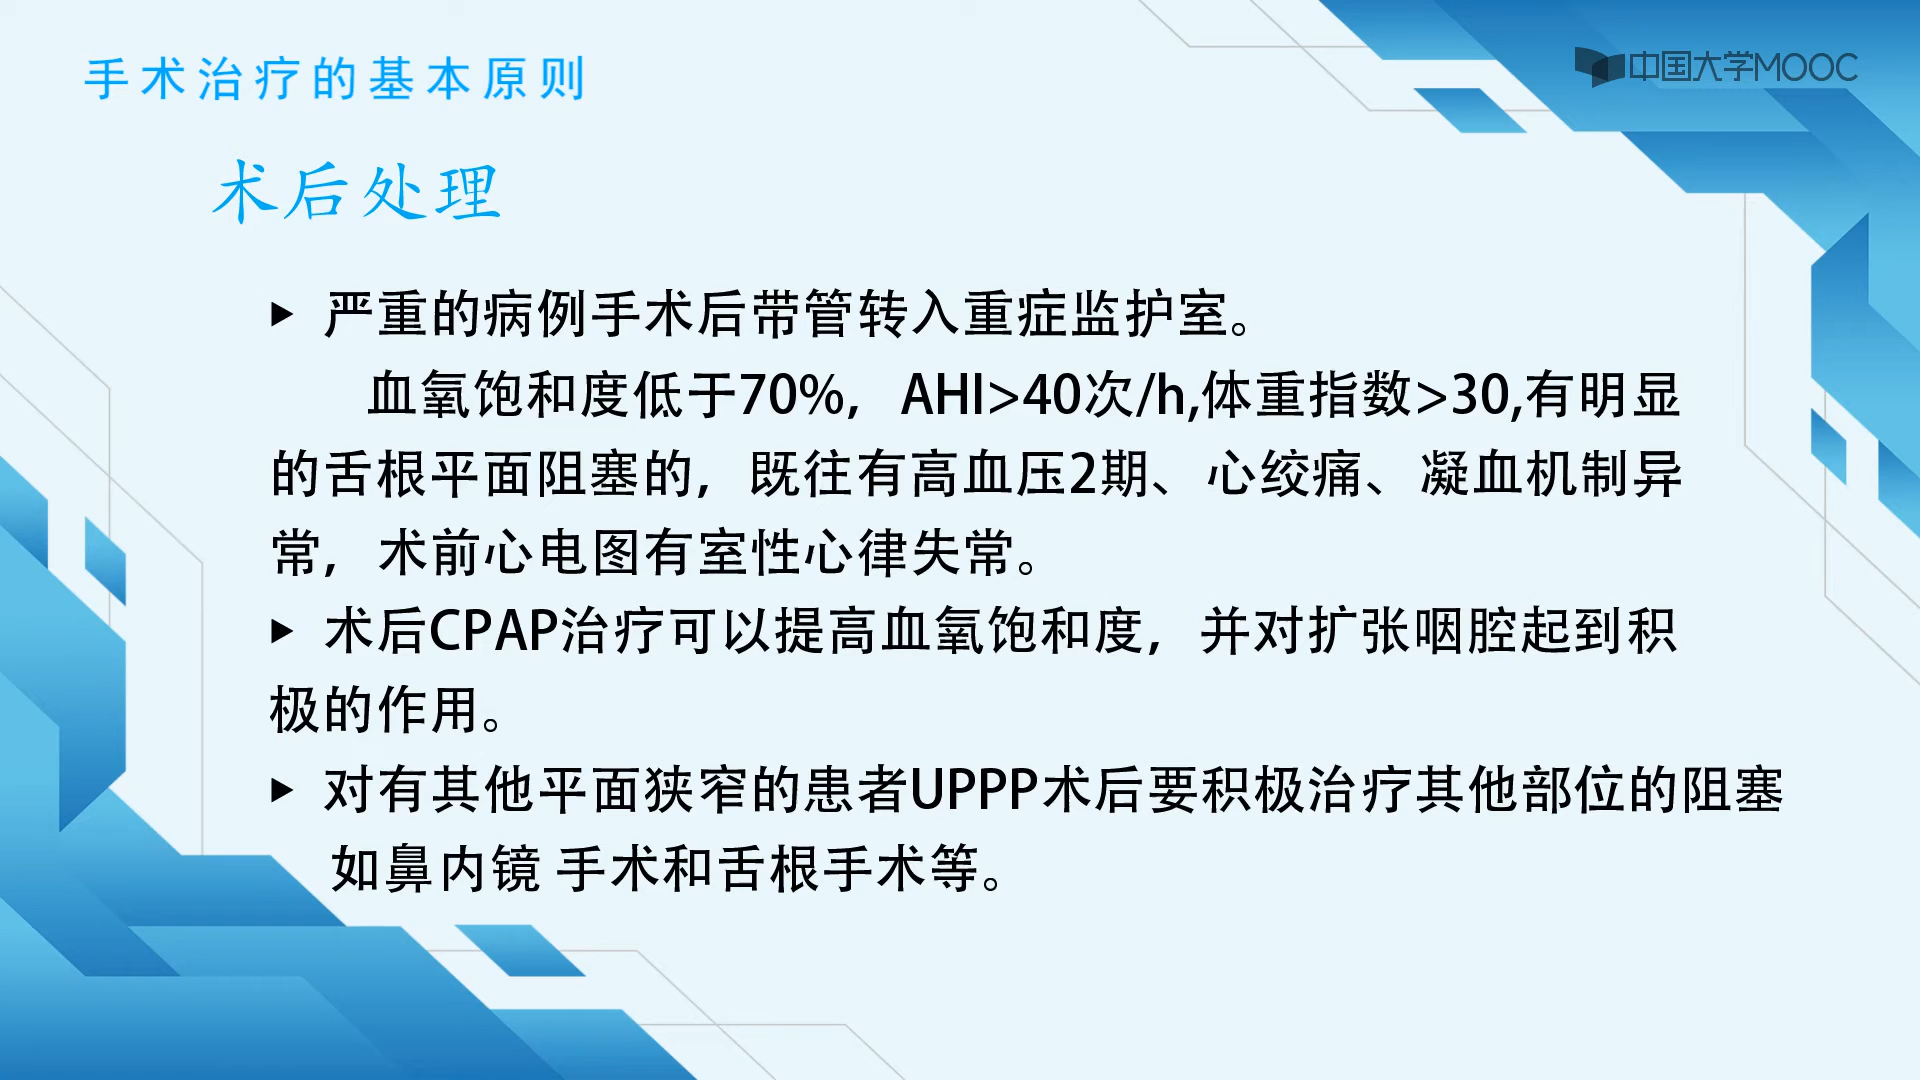 手术治疗的基本原则
中国大学MOOC
术后处理
▶ 严重的病例手术后带管转入重症监护室。
血氧饱和度低于70%，AHI>40次/h,体重指数>30,有明显
的舌根平面阻塞的，既往有高血压2期、心绞痛、凝血机制异
常，术前心电图有室性心律失常。
▶ 术后CPAP治疗可以提高血氧饱和度，并对扩张咽腔起到积
极的作用。
▶ 对有其他平面狭窄的患者UPPP术后要积极治疗其他部位的阻塞
如鼻内镜 手术和舌根手术等。